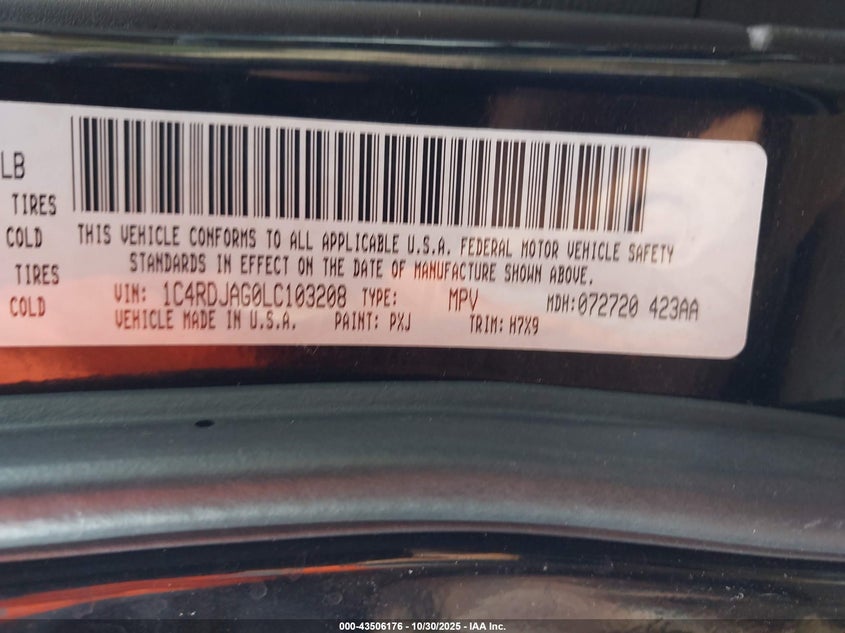 LB
TIRES
COLD
TIRES
COLD
THIS VEHICLE CONFORMS TO ALL APPLICABLE U.S.A. FEDERAL MOTOR VEHICLE SAFETY
STANDARDS IN EFFECT ON THE DATE OF MANUFACTURE SHOWN ABOVE.
VIN: 1C4RDJAG0LC103208 TYPE: MPV MDH:072720 423AA
VEHICLE MADE IN U.S.A. PAINT: PXJ TRIM: H7X9
000-43506176 - 10/30/2025 - IAA Inc.